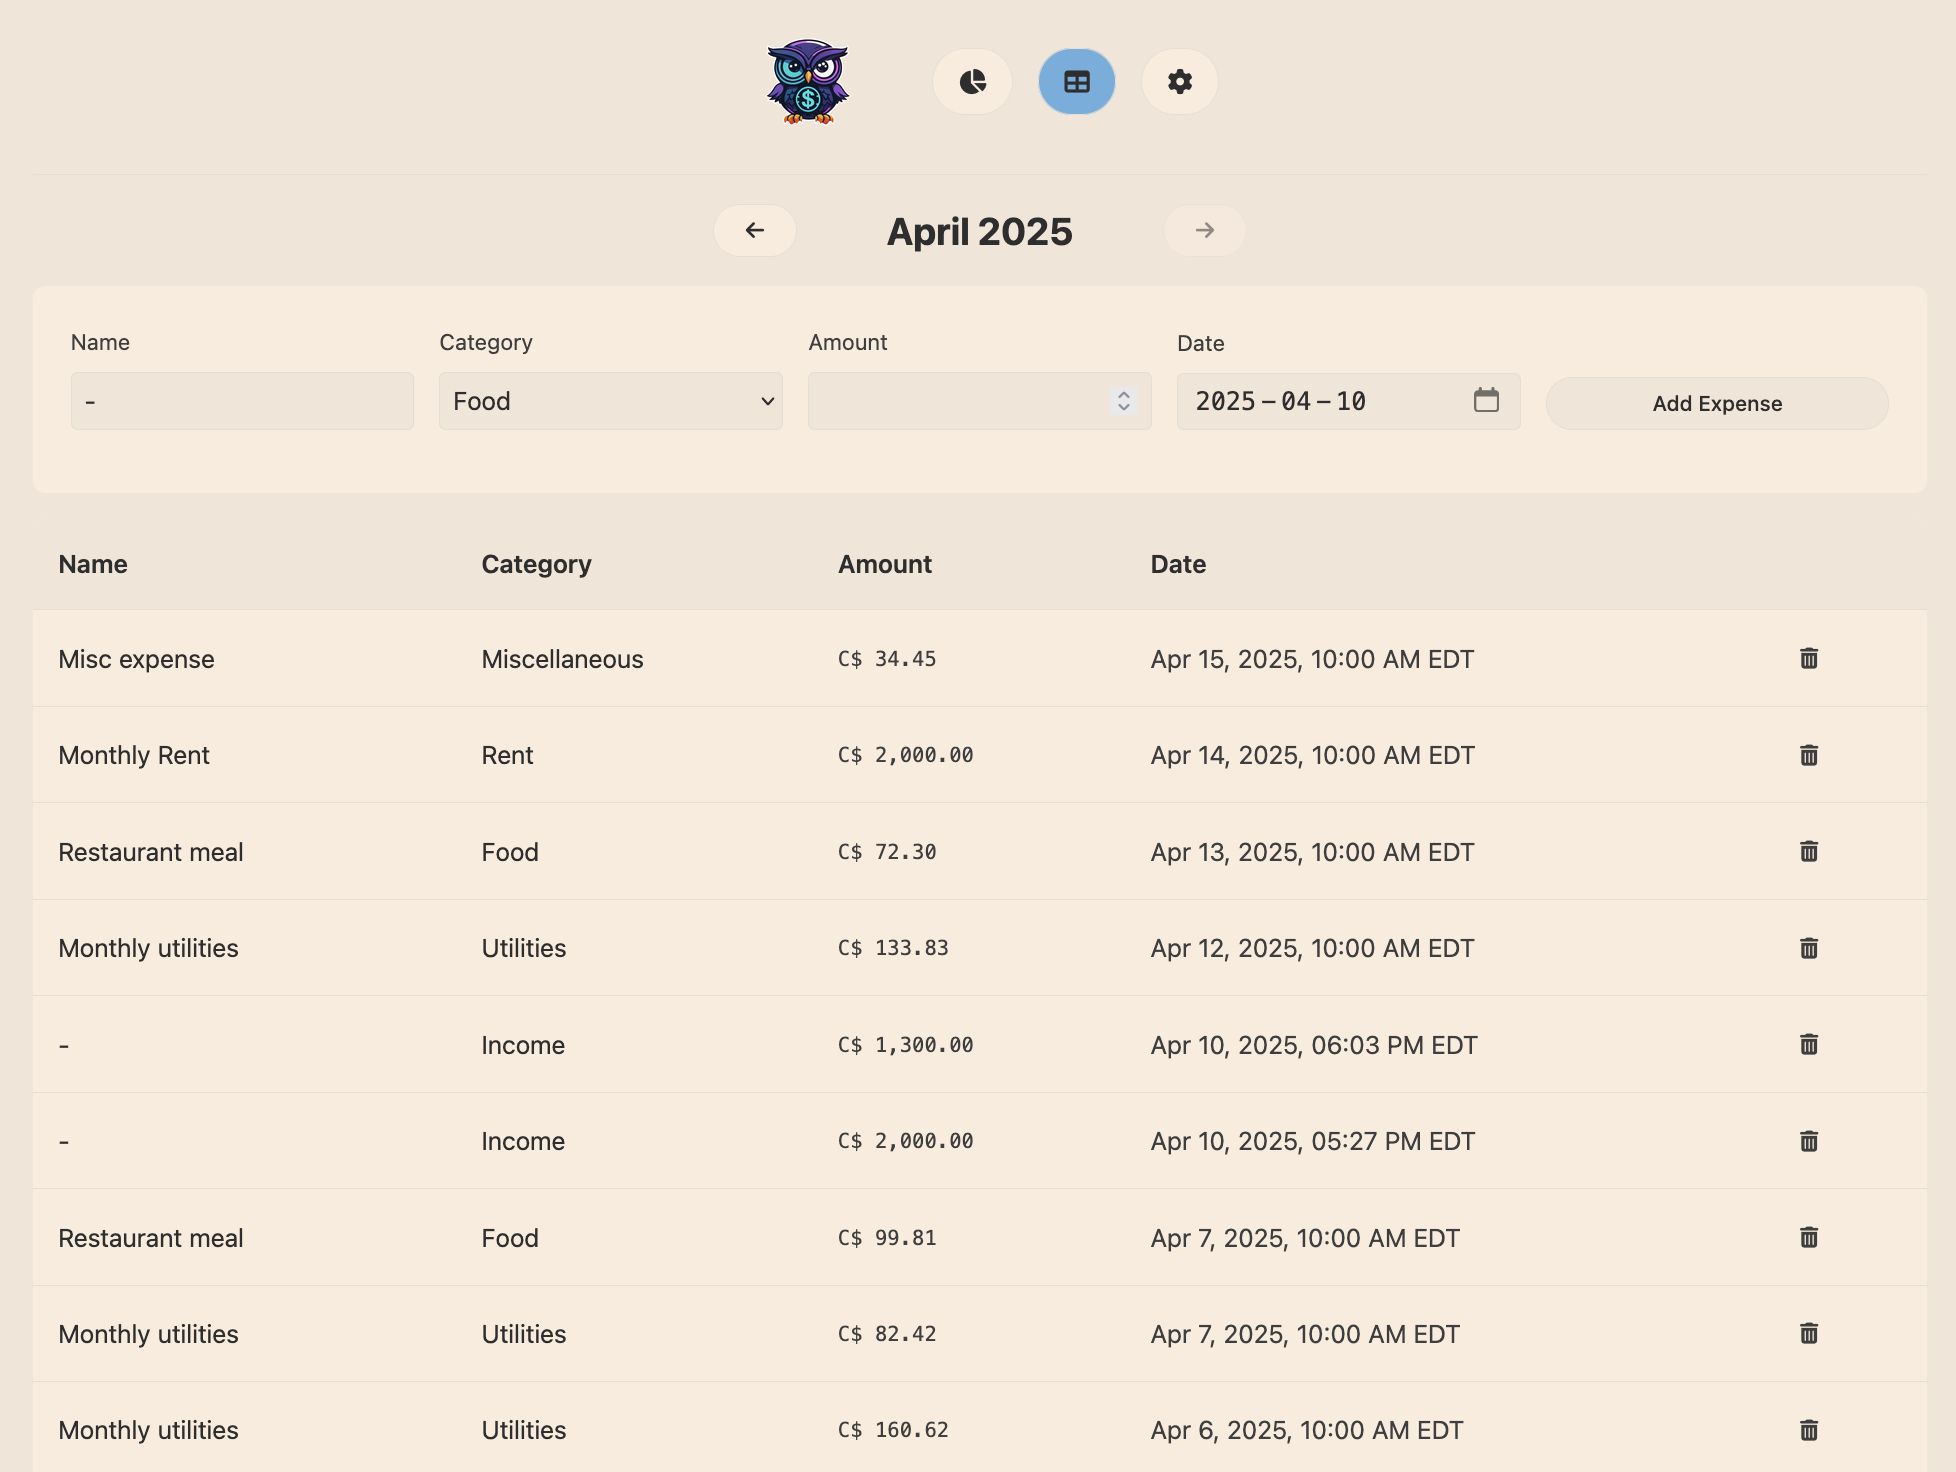 $
April 2025
Name Category Amount Date
- Food 2025-04-10 Add Expense
Name Category Amount Date
Misc expense Miscellaneous C$ 34.45 Apr 15, 2025, 10:00 AM EDT
Monthly Rent Rent C$ 2,000.00 Apr 14, 2025, 10:00 AM EDT
Restaurant meal Food C$ 72.30 Apr 13, 2025, 10:00 AM EDT
Monthly utilities Utilities C$ 133.83 Apr 12, 2025, 10:00 AM EDT
- Income C$ 1,300.00 Apr 10, 2025, 06:03 PM EDT
- Income C$ 2,000.00 Apr 10, 2025, 05:27 PM EDT
Restaurant meal Food C$ 99.81 Apr 7, 2025, 10:00 AM EDT
Monthly utilities Utilities C$ 82.42 Apr 7, 2025, 10:00 AM EDT
Monthly utilities Utilities C$ 160.62 Apr 6, 2025, 10:00 AM EDT